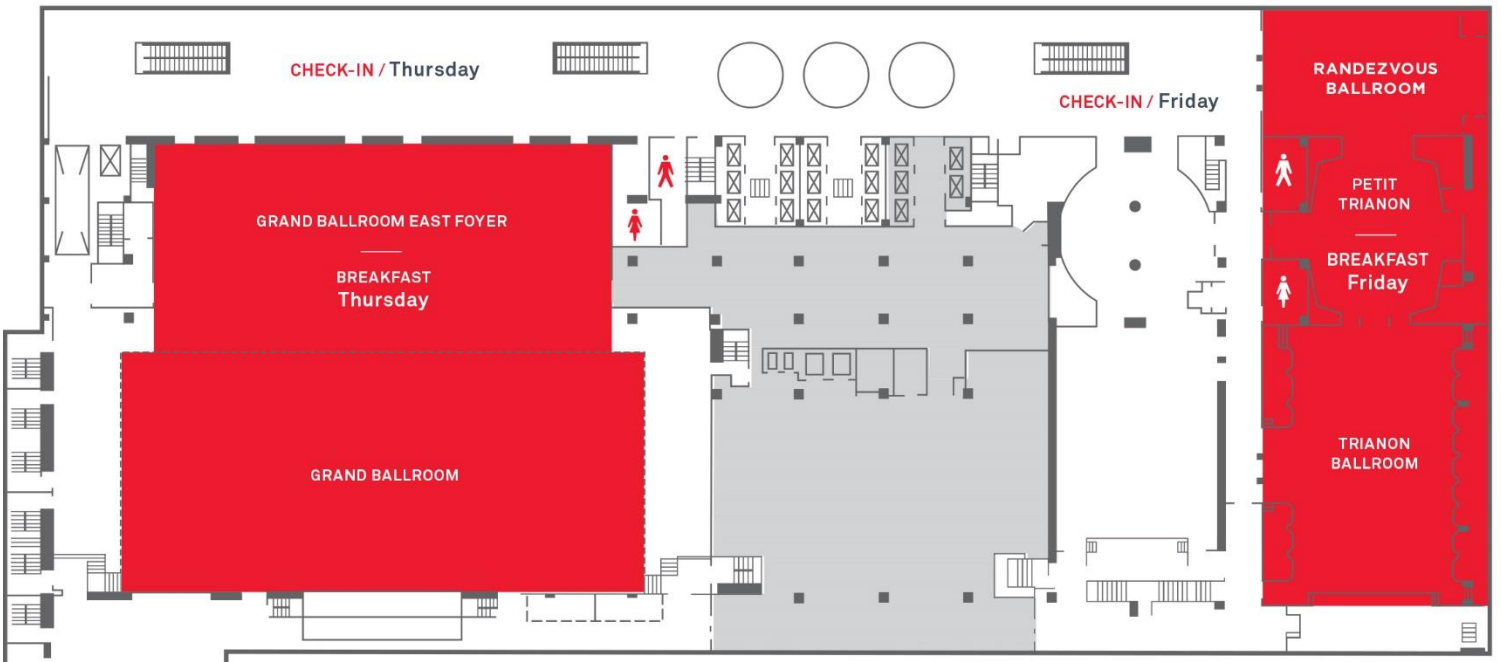 CHECK-IN / Thursday
CHECK-IN / Friday
RANDEZVOUS
BALLROOM
GRAND BALLROOM EAST FOYER
BREAKFAST
Thursday
PETIT
TRIANON
BREAKFAST
Friday
GRAND BALLROOM
TRIANON
BALLROOM